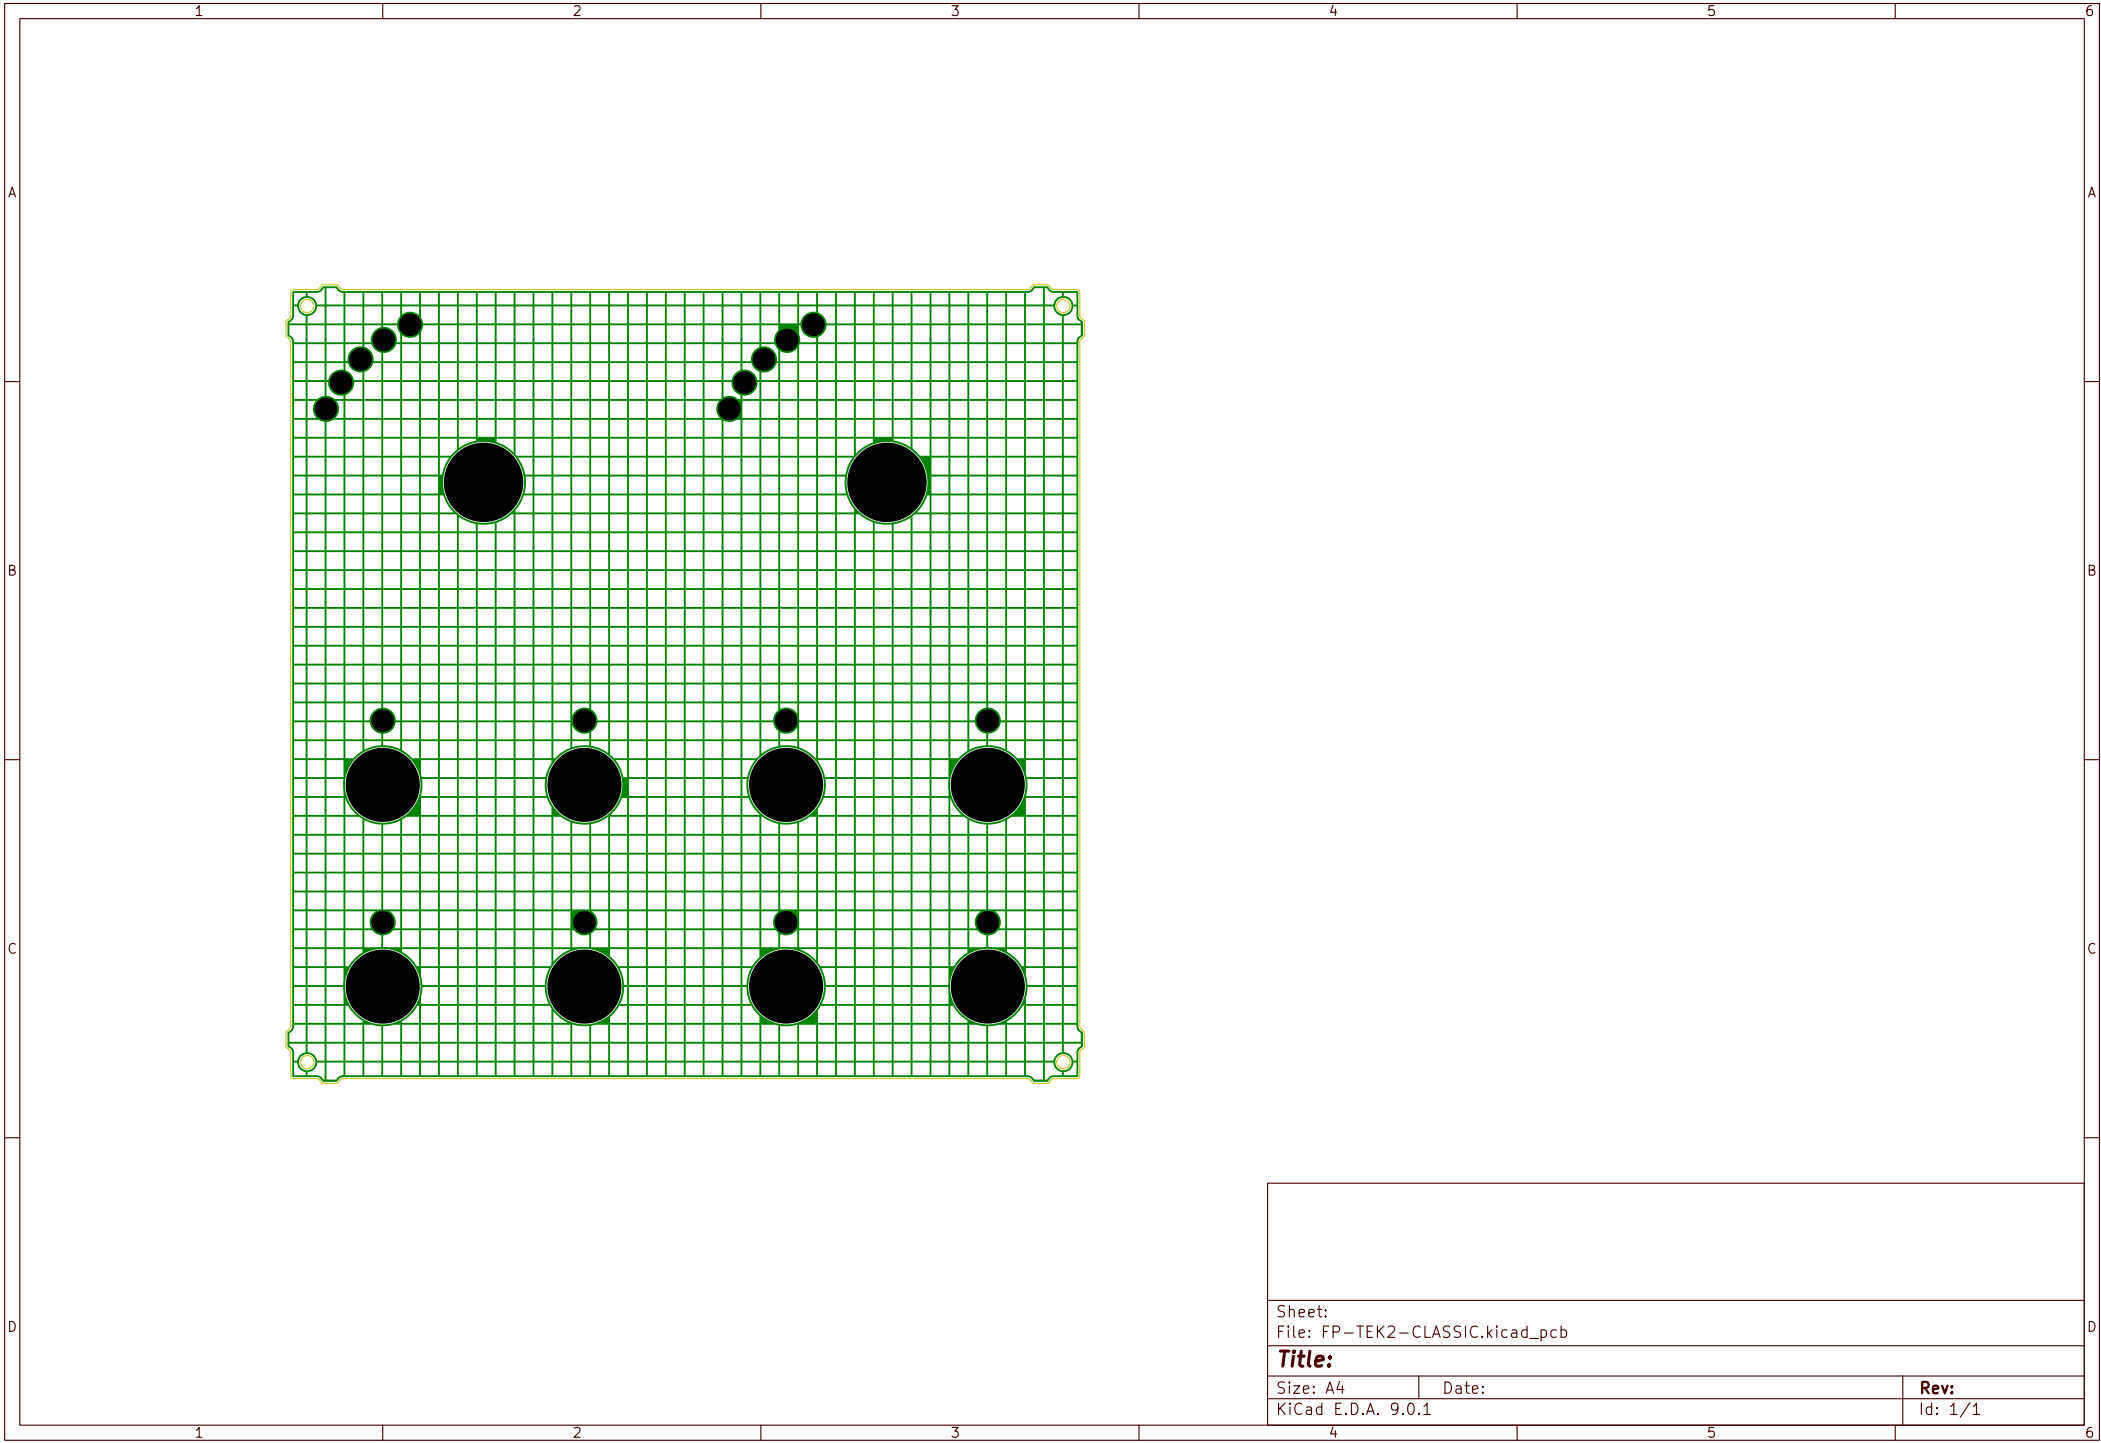 1 2 3 4 5 6
A A
B B
C C
Sheet:
File: FP-TEK2-CLASSIC.kicad_pcb
D D
Title:
Size: A4 Date: Rev:
KiCad E.D.A. 9.0.1 Id: 1/1
1 2 3 4 5 6